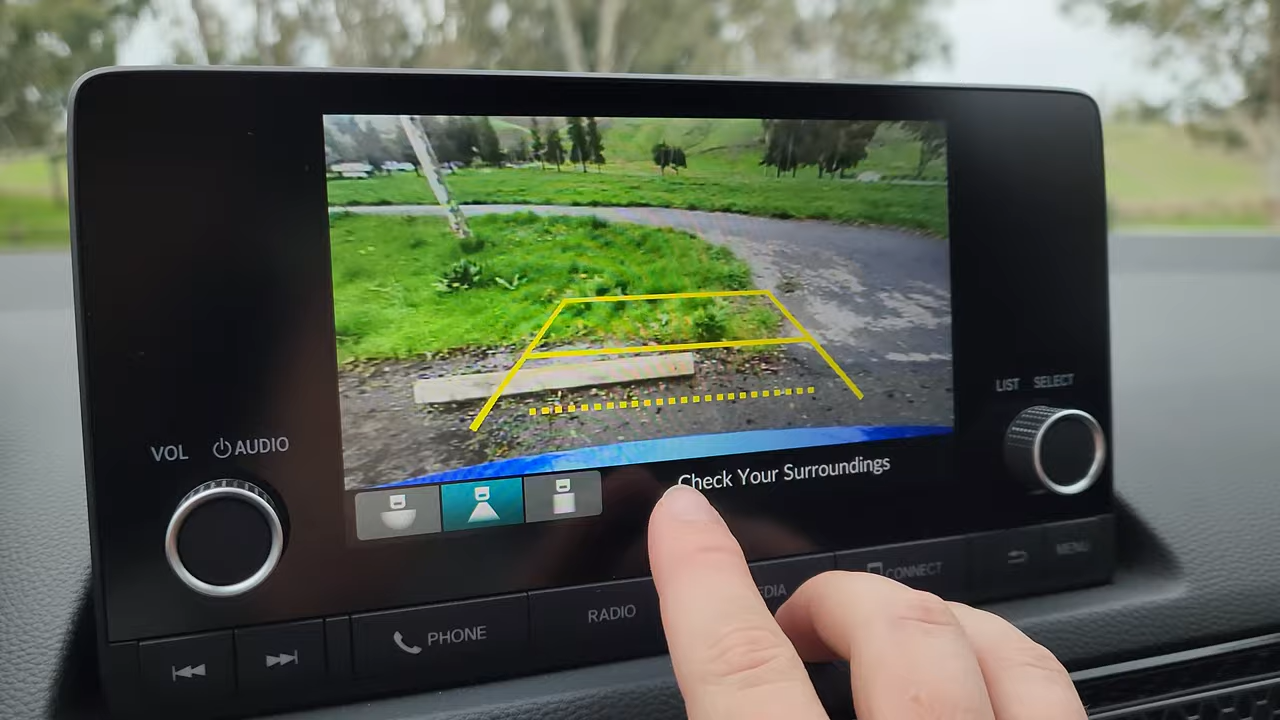 Check Your Surroundings
LIST SELECT
VOL AUDIO
PHONE
RADIO
CONNECT
MENU